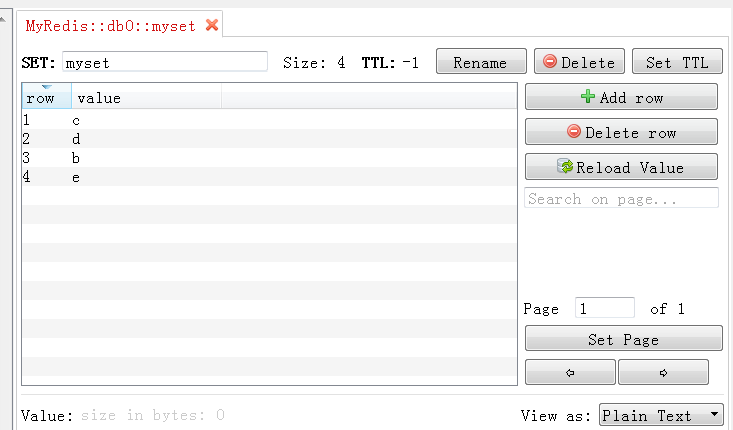 MyRedis::db0::myset
SET: myset Size: 4 TTL: -1 Rename Delete Set TTL
row value
1 c
2 d
3 b
4 e
Add row
Delete row
Reload Value
Search on page...
Page 1 of 1
Set Page
Value: size in bytes: 0 View as: Plain Text